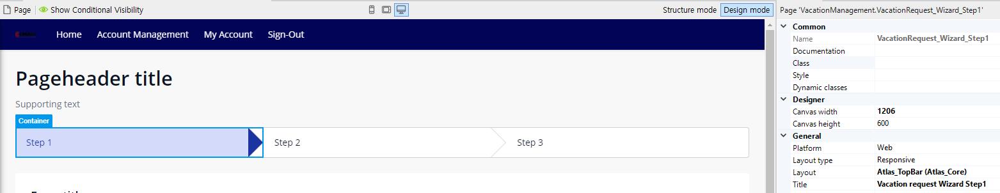 Page Show Conditional Visibility Structure mode Design mode
Home Account Management My Account Sign-Out
Pageheader title
Supporting text
Container
Step 1 Step 2 Step 3
Page 'VacationManagement.VacationRequest_Wizard_Step1'
Common
Name VacationRequest_Wizard_Step1
Documentation
Class
Style
Dynamic classes
Designer
Canvas width 1206
Canvas height 600
General
Platform Web
Layout type Responsive
Layout Atlas_TopBar (Atlas_Core)
Title Vacation request Wizard Step1